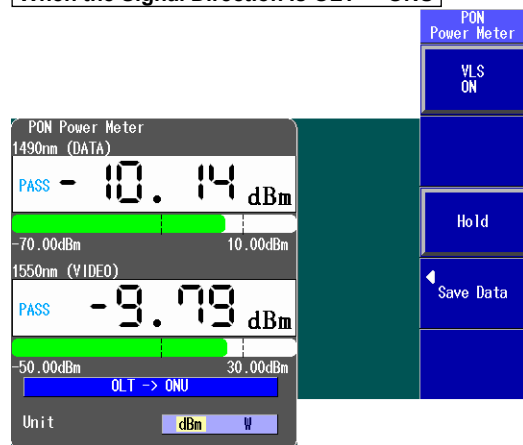 When the Signal Direction is OLT -> ONU
PON
Power Meter
VLS
ON
PON Power Meter
1490nm (DATA)
PASS -10.14 dBm
-70.00dBm 10.00dBm
Hold
1550nm (VIDEO)
PASS -9.79 dBm
Save Data
-50.00dBm 30.00dBm
OLT -> ONU
Unit dBm W